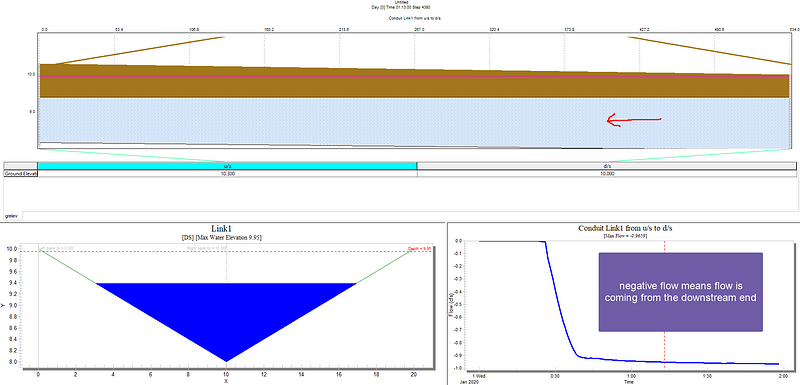 Untitled
Day [0] Time 01:13:00 Step 4380
Conduit Link1 from u/s to d/s
0.0 53.4 106.8 160.2 213.6 267.0 320.4 373.8 427.2 480.6 534.0
10.0
9.0
u/s d/s
Ground Elevati 10.300 10.000
grelev
Link1
[DS] [Max Water Elevation 9.95]
Depth = 9.95
10.0
9.8
9.6
9.4
9.2
9.0
8.8
8.6
8.4
8.2
8.0
Y
0 2 4 6 8 10 12 14 16 18 20
X
Conduit Link1 from u/s to d/s
[Max Flow = -0.9659]
0.0
-0.1
-0.2
-0.3
-0.4
-0.5
-0.6
-0.7
-0.8
-0.9
-1.0
Flow (cfs)
negative flow means flow is
coming from the downstream end
1 Wed 0:30 1:00 1:30 2:00
Jan 2020
Time